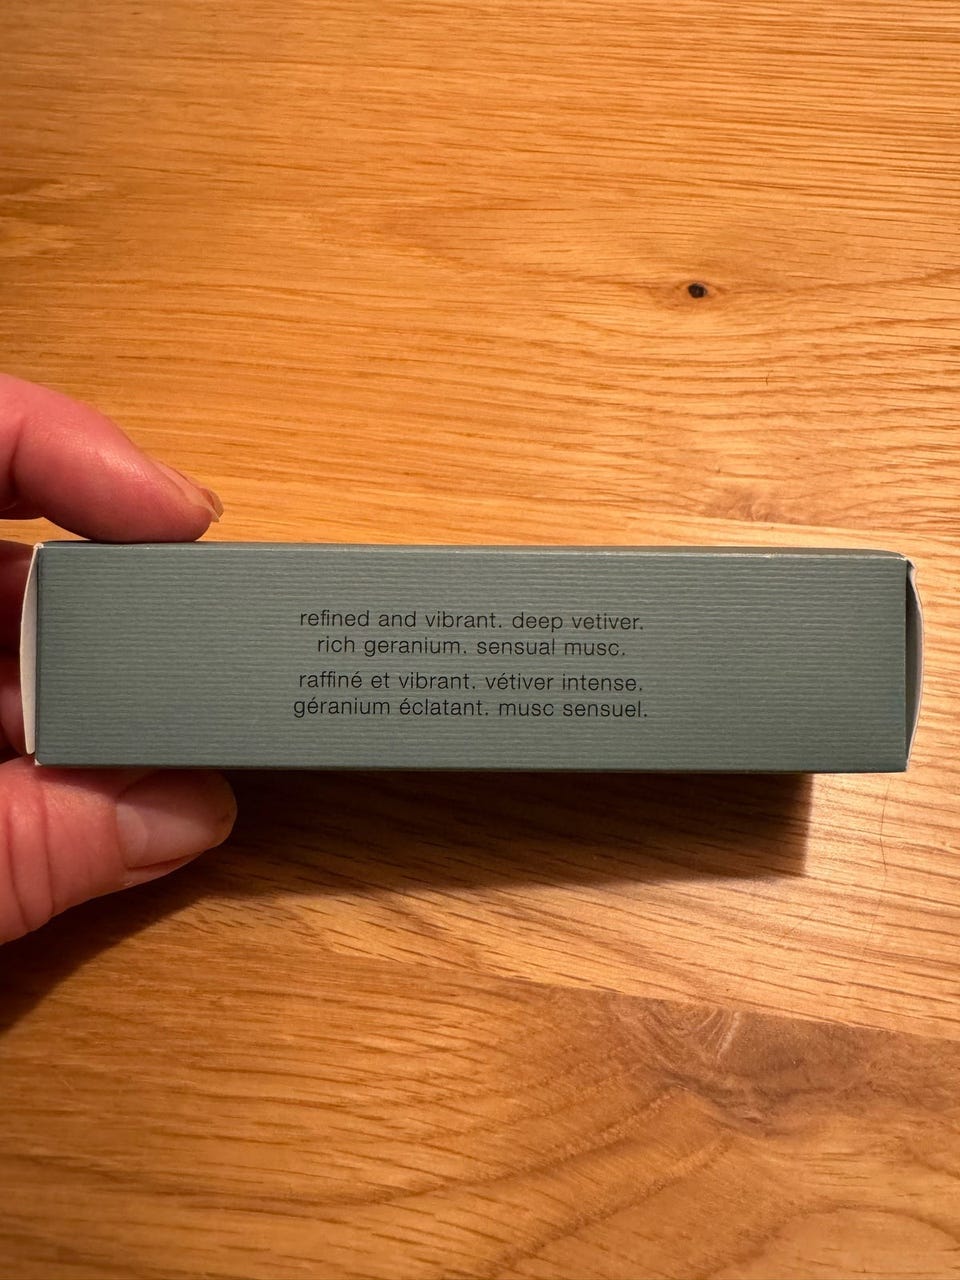 refined and vibrant. deep vetiver.
rich geranium. sensual musc.
raffiné et vibrant. vétiver intense.
géranium éclatant. musc sensuel.